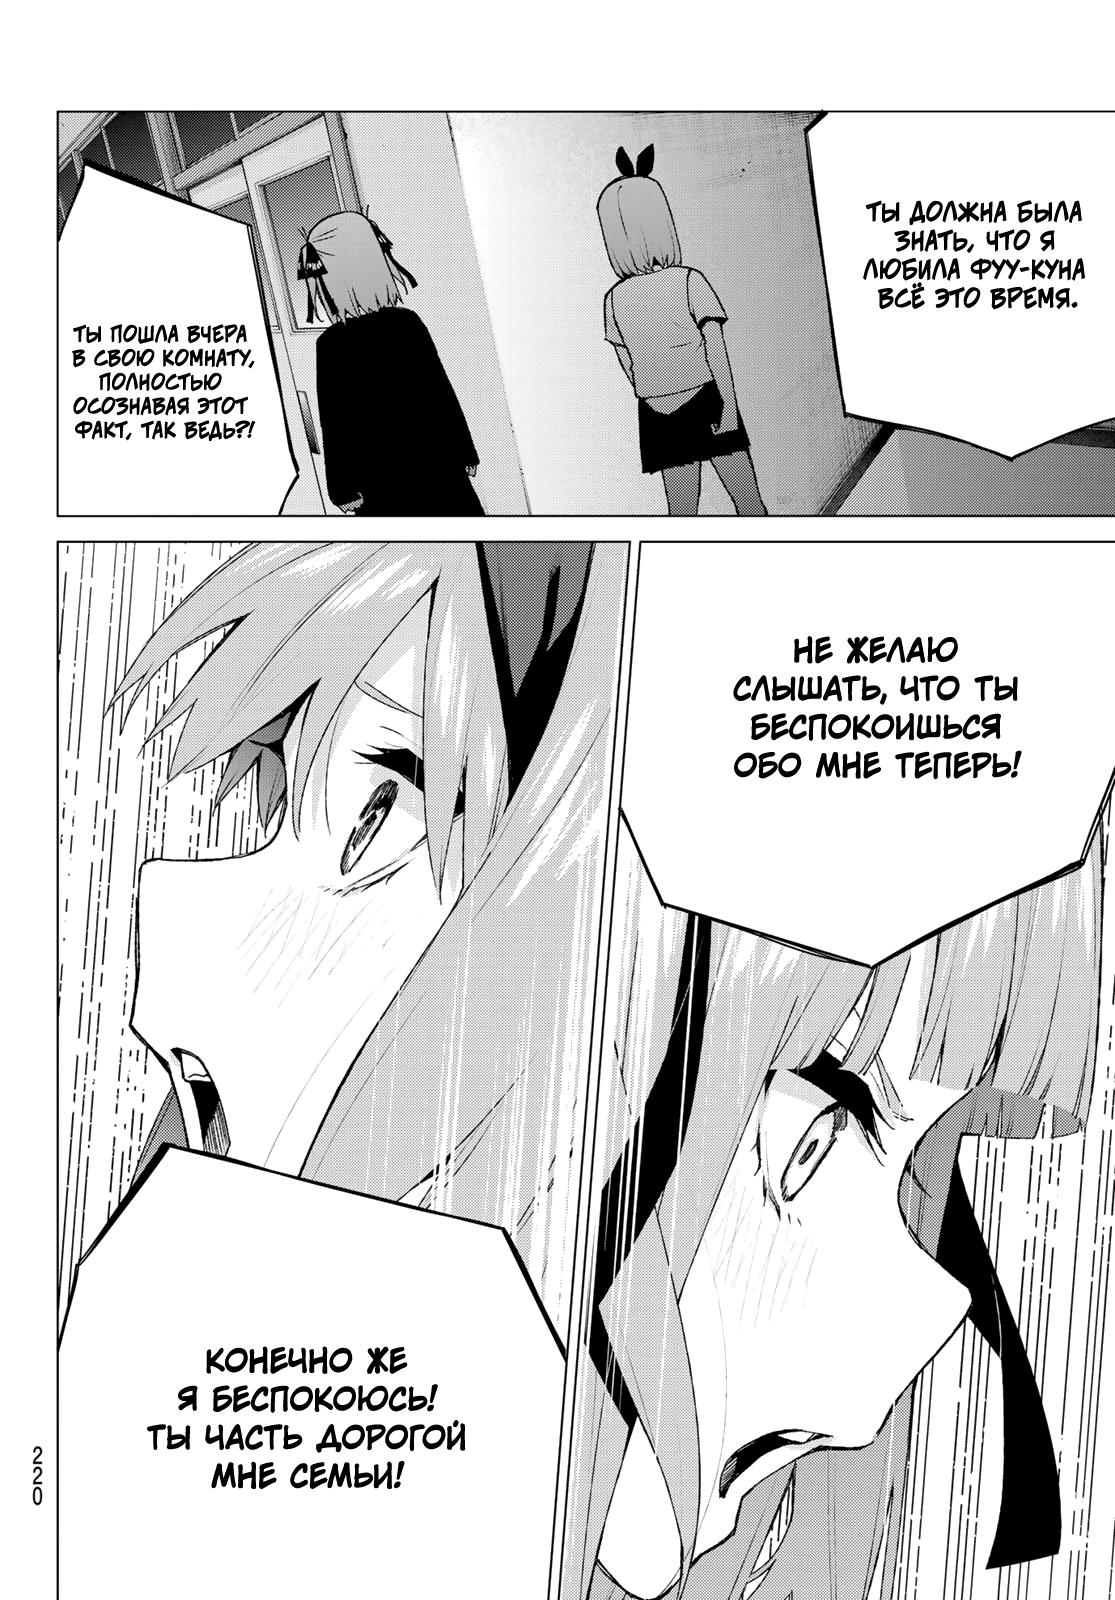 ТЫ ДОЛЖНА БЫЛА
ЗНАТЬ, ЧТО Я
ЛЮБИЛА ФУУ-КУНА
ВСЁ ЭТО ВРЕМЯ.
ТЫ ПОШЛА ВЧЕРА
В СВОЮ КОМНАТУ,
ПОЛНОСТЬЮ
ОСОЗНАВАЯ ЭТОТ
ФАКТ, ТАК ВЕДЬ?!
НЕ ЖЕЛАЮ
СЛЫШАТЬ, ЧТО ТЫ
БЕСПОКОИШЬСЯ
ОБО МНЕ ТЕПЕРЬ!
КОНЕЧНО ЖЕ
Я БЕСПОКОЮСЬ!
ТЫ ЧАСТЬ ДОРОГОЙ
МНЕ СЕМЬИ!
220